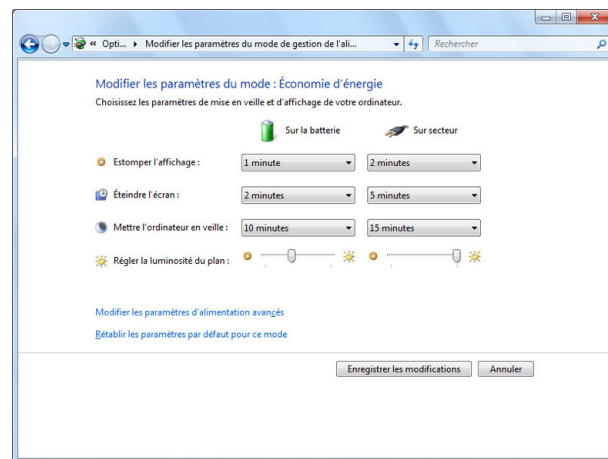 « Opti... ▸ Modifier les paramètres du mode de gestion de l'ali... Rechercher
Modifier les paramètres du mode : Économie d'énergie
Choisissez les paramètres de mise en veille et d'affichage de votre ordinateur.
Sur la batterie Sur secteur
Estomper l'affichage : 1 minute 2 minutes
Éteindre l'écran : 2 minutes 5 minutes
Mettre l'ordinateur en veille : 10 minutes 15 minutes
Régler la luminosité du plan :
Modifier les paramètres d'alimentation avancés
Rétablir les paramètres par défaut pour ce mode
Enregistrer les modifications Annuler